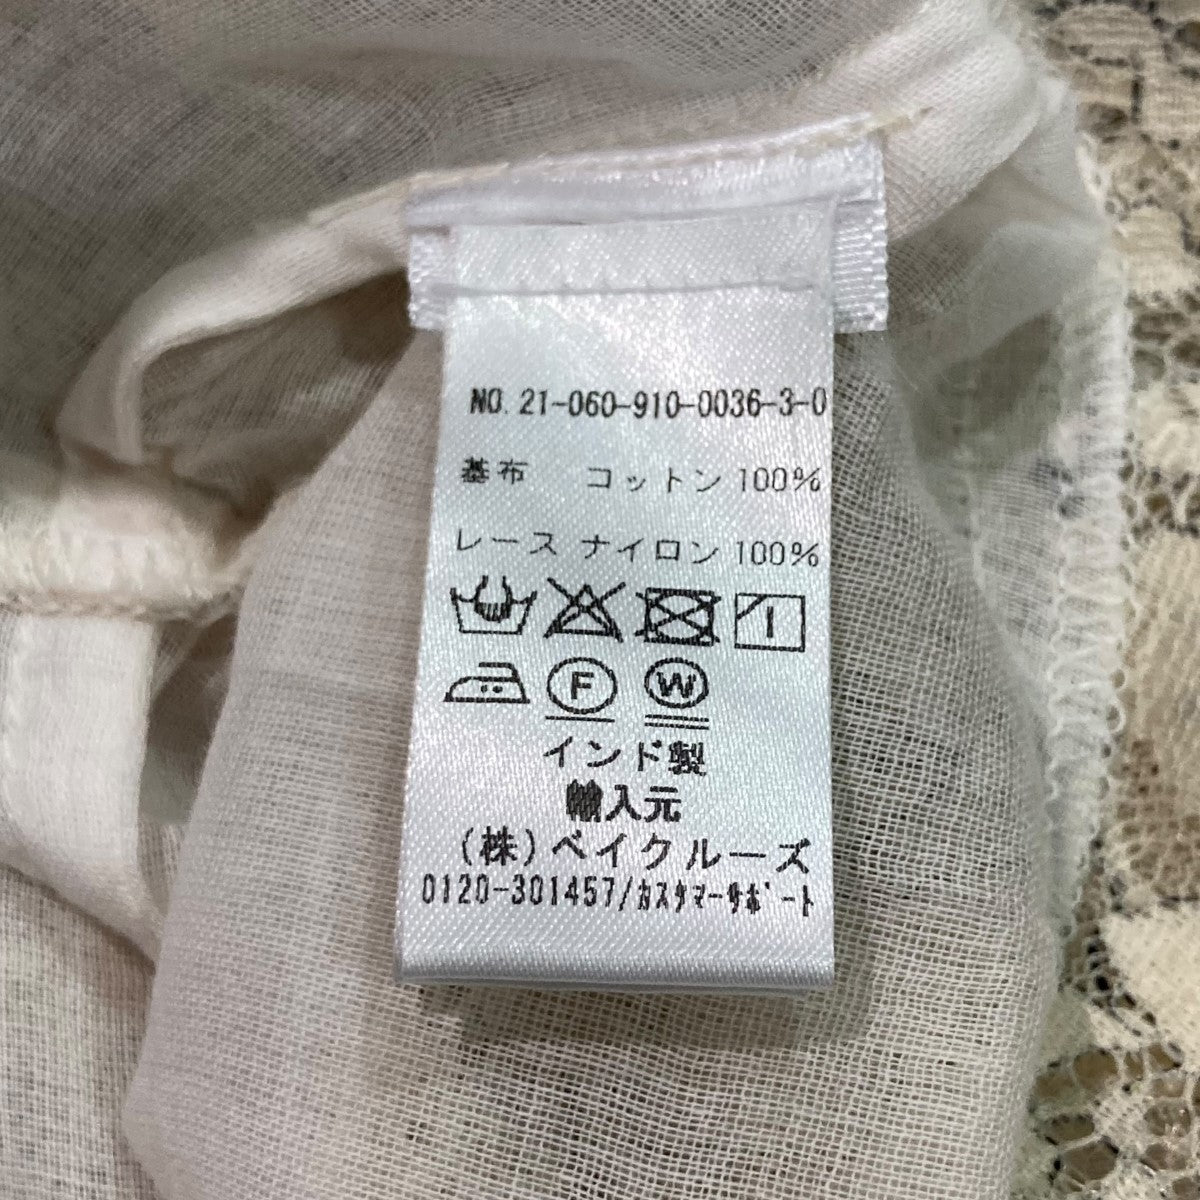 NO. 21-060-910-0036-3-0
基布 コットン 100%
レース ナイロン 100%
F W
インド製
輸入元
(株)ベイクルーズ
0120-301457/カスタマーサポート